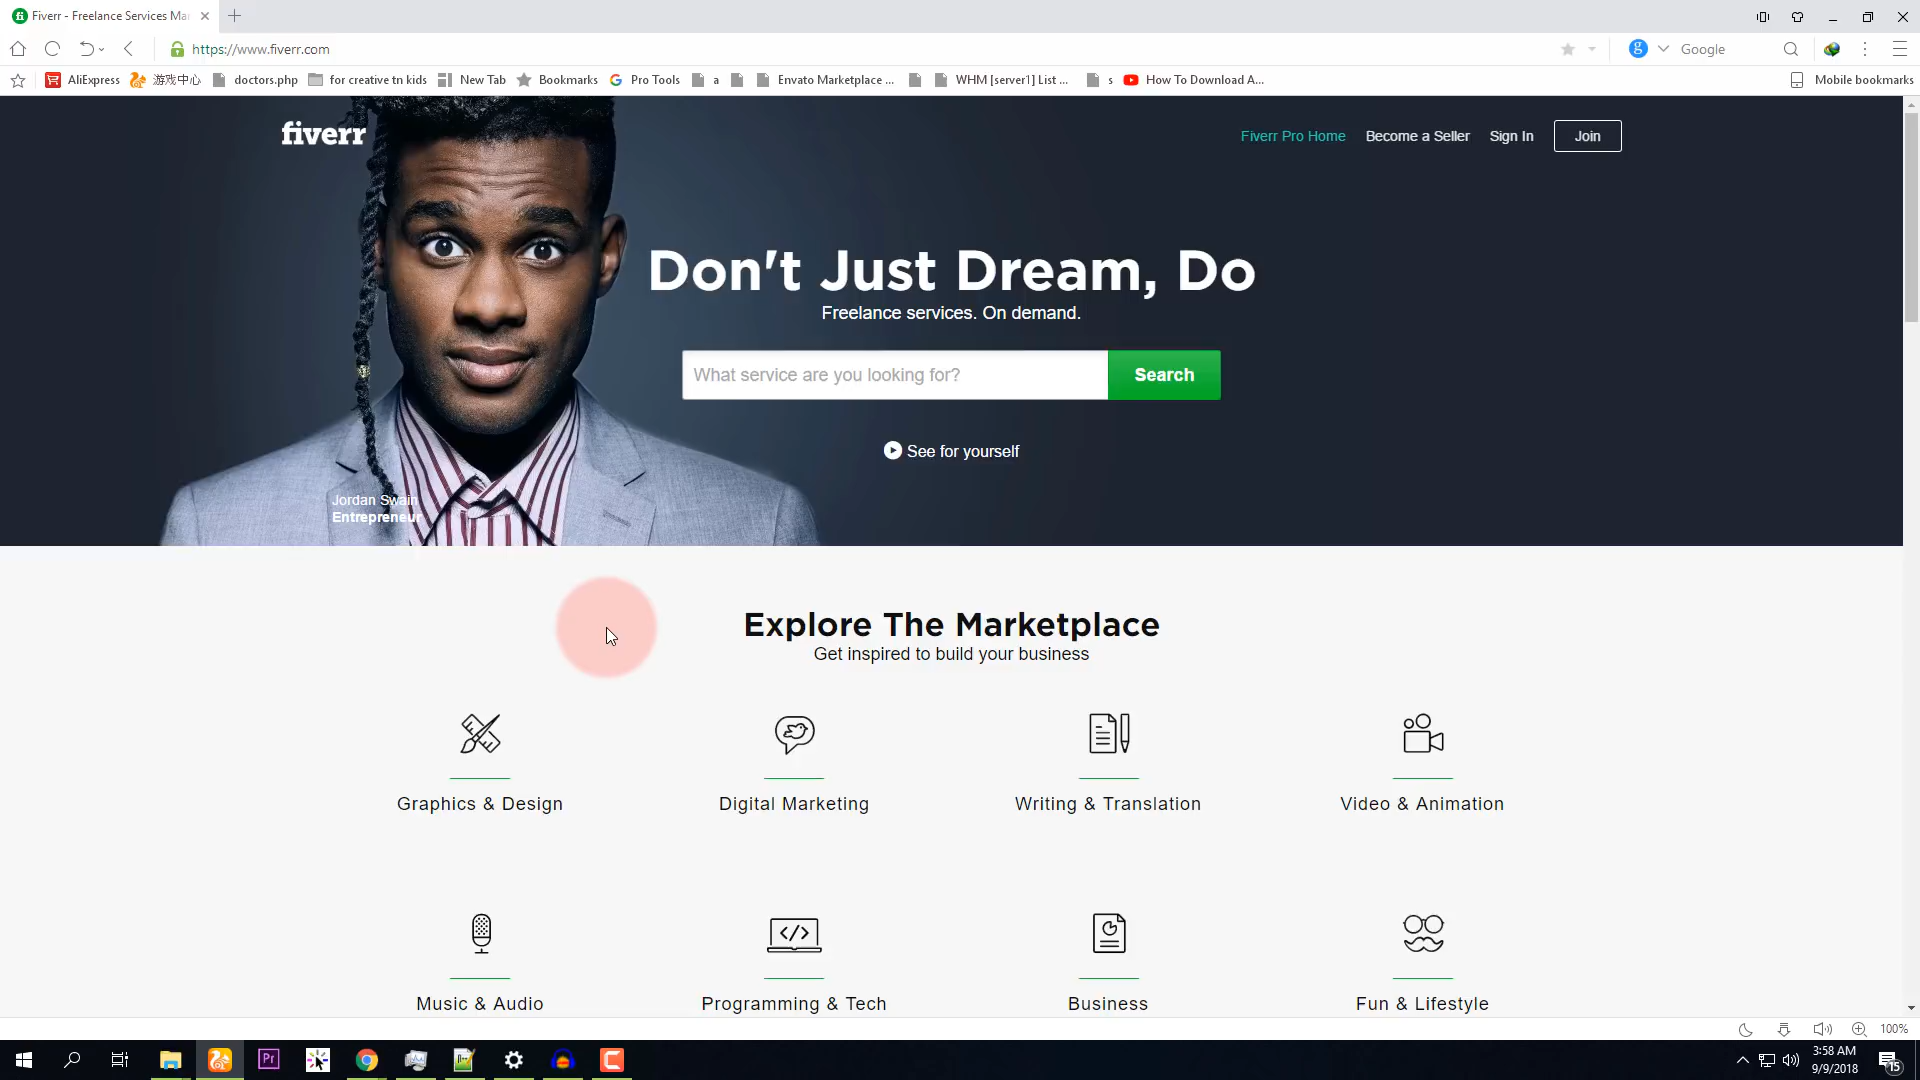 Fiverr - Freelance Services Ma
https://www.fiverr.com
Google
AliExpress 游戏中心 doctors.php for creative tn kids New Tab Bookmarks Pro Tools a Envato Marketplace ... WHM [server1] List ... s How To Download A... Mobile bookmarks
fiverr
Fiverr Pro Home Become a Seller Sign In Join
Don't Just Dream, Do
Freelance services. On demand.
What service are you looking for? Search
See for yourself
Jordan Swain
Entrepreneur
Explore The Marketplace
Get inspired to build your business
Graphics & Design Digital Marketing Writing & Translation Video & Animation
Music & Audio Programming & Tech Business Fun & Lifestyle
100%
Pr
3:58 AM
9/9/2018
15